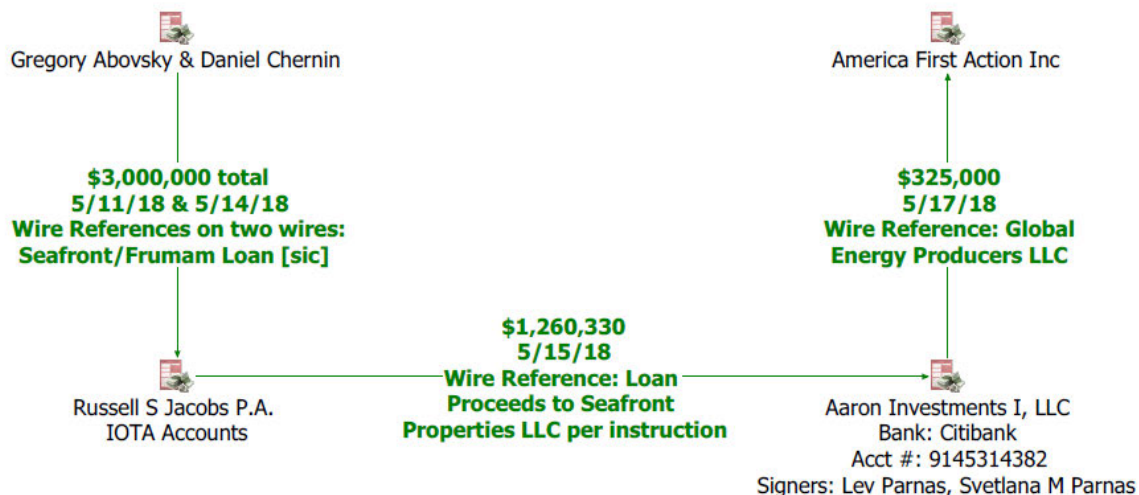 Gregory Abovsky & Daniel Chernin
America First Action Inc
$3,000,000 total
5/11/18 & 5/14/18
Wire References on two wires:
Seafront/Frumam Loan [sic]
$325,000
5/17/18
Wire Reference: Global
Energy Producers LLC
$1,260,330
5/15/18
Wire Reference: Loan
Proceeds to Seafront
Properties LLC per instruction
Russell S Jacobs P.A.
IOTA Accounts
Aaron Investments I, LLC
Bank: Citibank
Acct #: 9145314382
Signers: Lev Parnas, Svetlana M Parnas